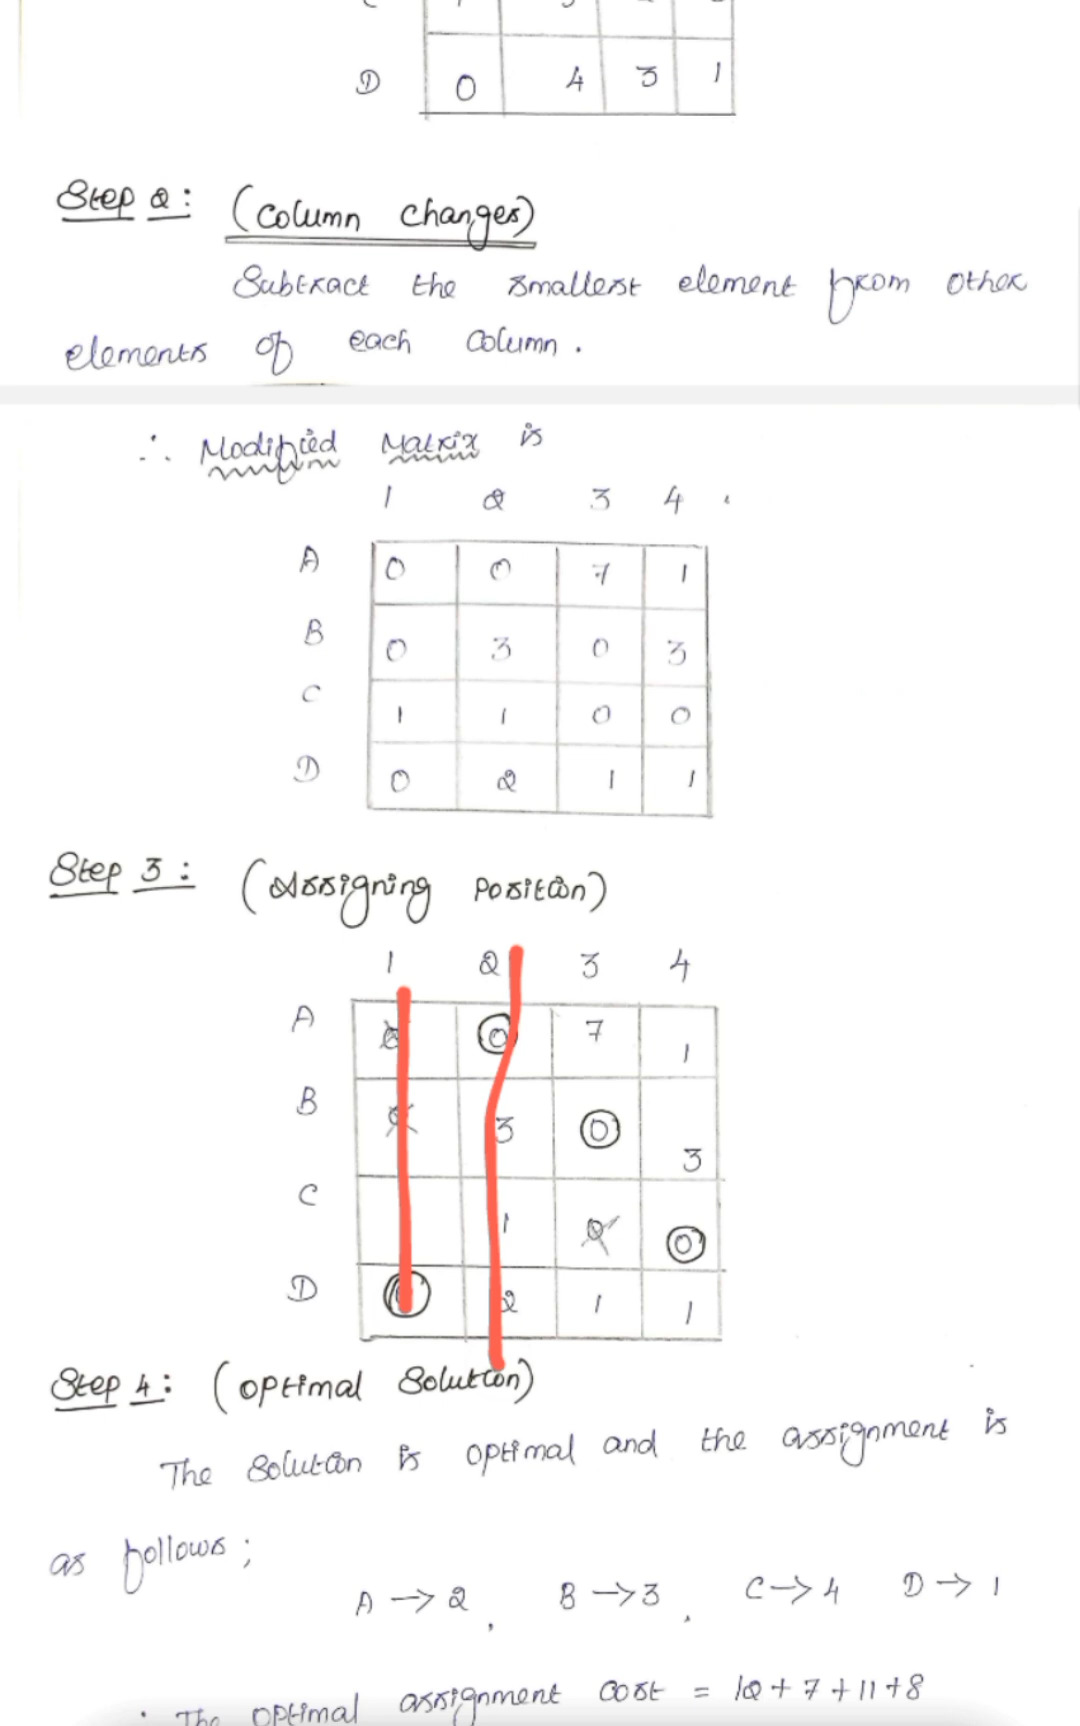 D 0 4 3 1
Step 2: (Column Changes)
Subtract the smallest element from other
elements of each column.
∴ Modified Matrix is
1 2 3 4
A 0 0 7 1
B 0 3 0 3
C 1 1 0 0
D 0 2 1 1
Step 3: (Assigning Position)
1 2 3 4
A 0 0 7 1
B 0 3 0 3
C 1 0 0
D 2 1 1
Step 4: (Optimal Solution)
The Solution is optimal and the assignment is
as follows;
A → 2, B → 3, C → 4 D → 1
The optimal assignment cost = 12 + 7 + 11 + 8